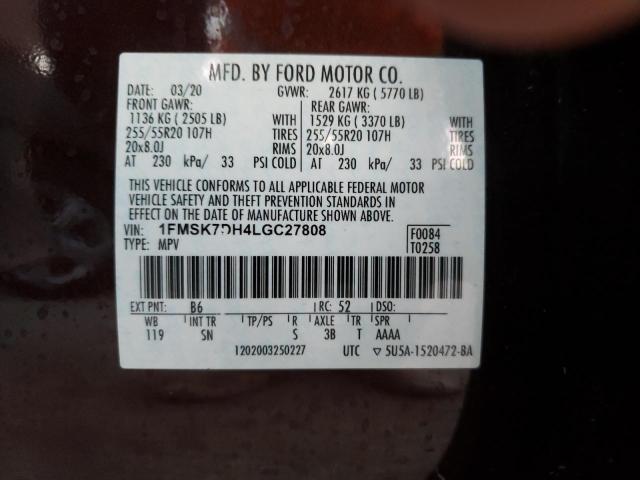 MFD. BY FORD MOTOR CO.
DATE: 03/20 GVWR: 2617 KG ( 5770 LB)
FRONT GAWR: REAR GAWR:
1136 KG ( 2505 LB) WITH 1529 KG ( 3370 LB) WITH
255/55R20 107H TIRES 255/55R20 107H TIRES
20x8.0J RIMS 20x8.0J RIMS
AT 230 kPa/ 33 PSI COLD AT 230 kPa/ 33 PSI COLD
THIS VEHICLE CONFORMS TO ALL APPLICABLE FEDERAL MOTOR
VEHICLE SAFETY AND THEFT PREVENTION STANDARDS IN
EFFECT ON THE DATE OF MANUFACTURE SHOWN ABOVE.
VIN: 1FMSK7DH4LGC27808 F0084
TYPE: MPV T0258
EXT PNT: B6 RC: 52 DSO:
WB INT TR TP/PS R AXLE TR SPR
119 SN S 3B T AAAA
1202003250227 UTC ▽ 5U5A-1520472-BA